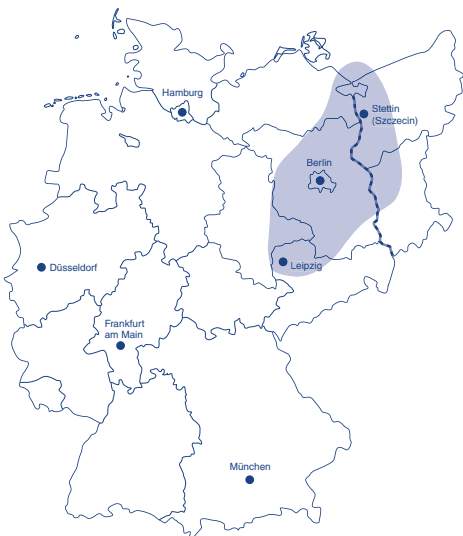 Hamburg
Stettin
(Szczecin)
Berlin
Leipzig
Düsseldorf
Frankfurt
am Main
München